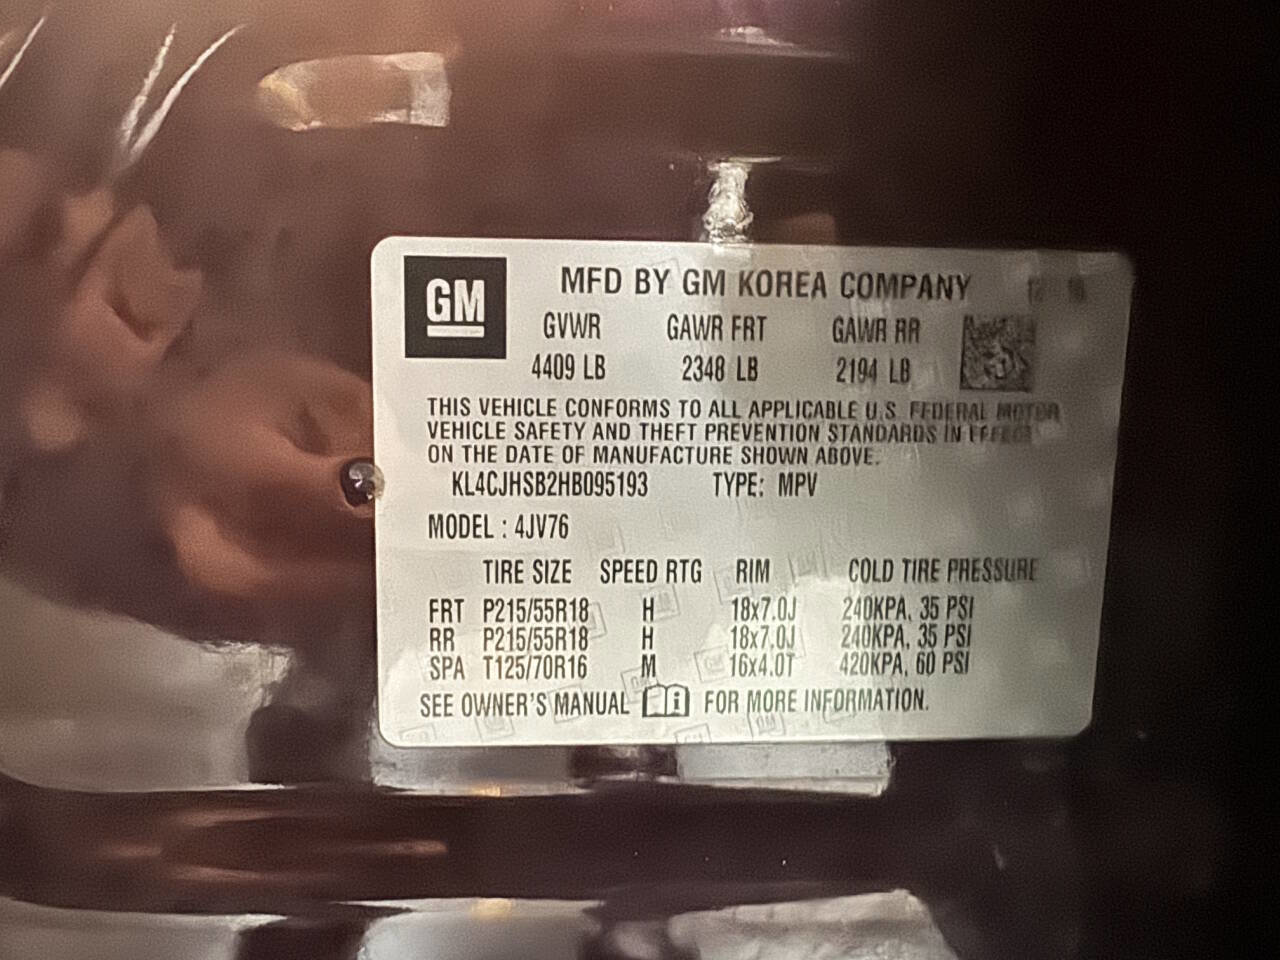 GM
MFD BY GM KOREA COMPANY
GVWR GAWR FRT GAWR RR
4409 LB 2348 LB 2194 LB
THIS VEHICLE CONFORMS TO ALL APPLICABLE U.S. FEDERAL MOTOR
VEHICLE SAFETY AND THEFT PREVENTION STANDARDS IN EFFECT
ON THE DATE OF MANUFACTURE SHOWN ABOVE.
KL4CJHSB2HB095193 TYPE: MPV
MODEL : 4JV76
TIRE SIZE SPEED RTG RIM COLD TIRE PRESSURE
FRT P215/55R18 H 18x7.0J 240KPA, 35 PSI
RR P215/55R18 H 18x7.0J 240KPA, 35 PSI
SPA T125/70R16 M 16x4.0T 420KPA, 60 PSI
SEE OWNER'S MANUAL i FOR MORE INFORMATION.